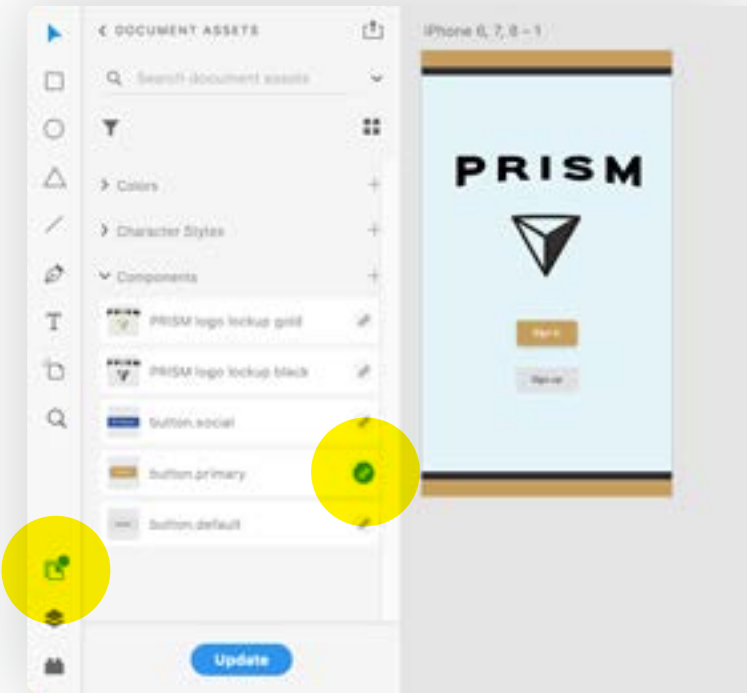 DOCUMENT ASSETS
Search document assets
Colors
Character Styles
Components
PRISM logo lockup gold
PRISM logo lockup black
button.social
button.primary
button.default
Update
iPhone 6, 7, 8 – 1
PRISM
Sign in
Sign up